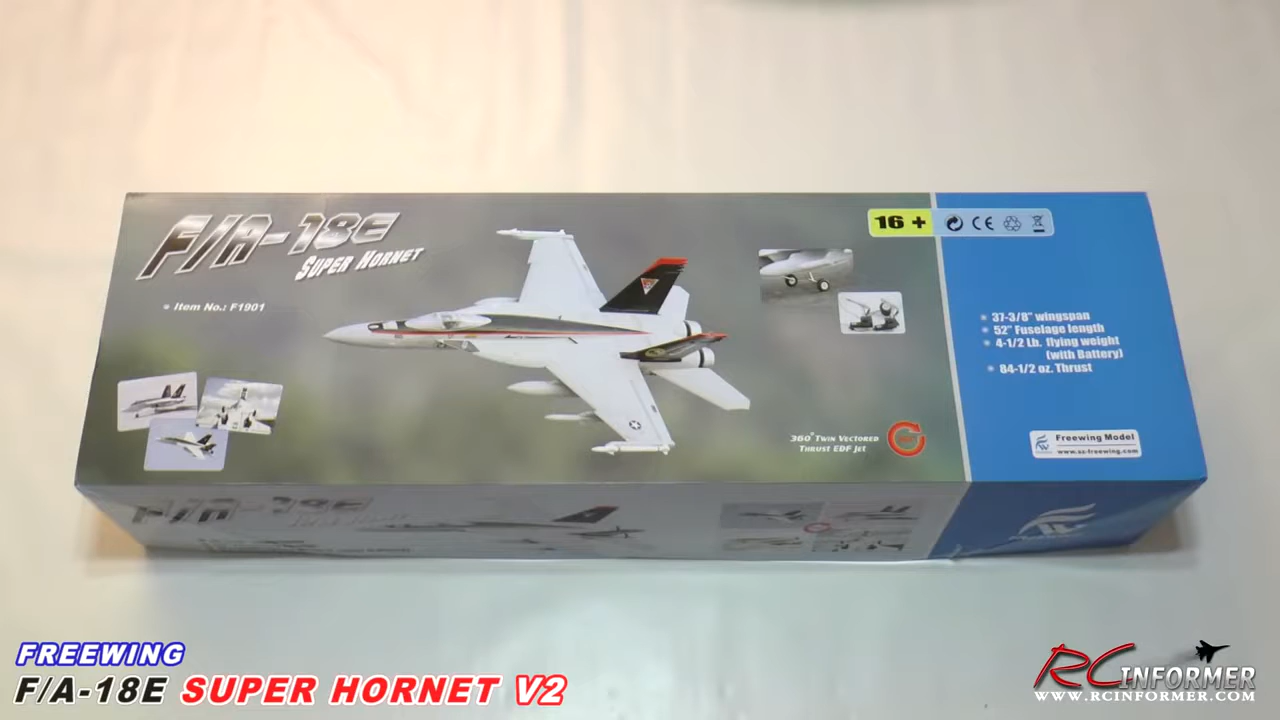 F/A-18E
SUPER HORNET
Item No.: F1901
16 +
CE
37-3/8" wingspan
52" Fuselage length
4-1/2 Lb. flying weight
(with Battery)
84-1/2 oz. Thrust
360° TWIN VECTORED
THRUST EDF JET
Freewing Model
www.sz-freewing.com
F/A-18E
FREEWING
F/A-18E SUPER HORNET V2
RCINFORMER
WWW.RCINFORMER.COM